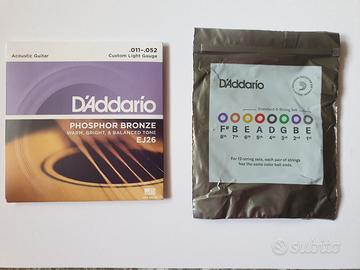 Acoustic Guitar
.011-.052
Custom Light Gauge
D'Addario
PHOSPHOR BRONZE
WARM, BRIGHT, & BALANCED TONE
EJ26
D'Addario
Standard 6-String Set
F# B E A D G B E
8th 7th 6th 5th 4th 3rd 2nd 1st
For 12-string sets, each pair of strings
has the same color ball ends.
subito